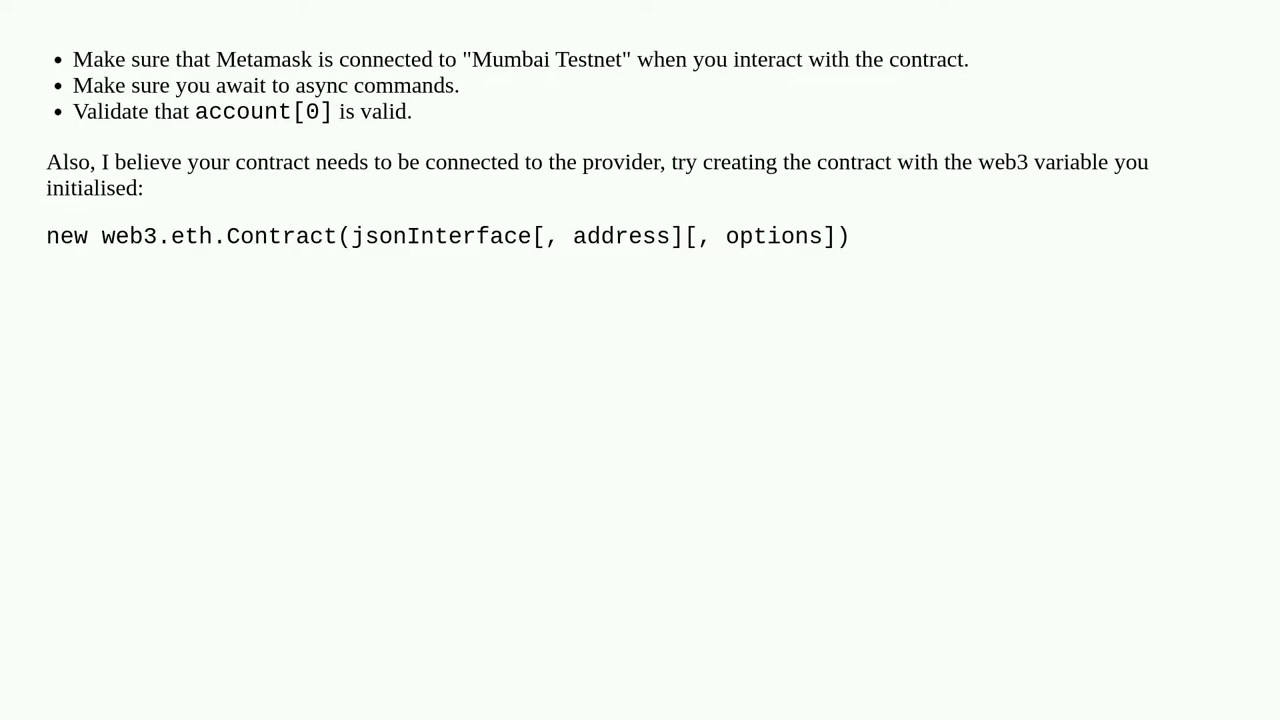 • Make sure that Metamask is connected to "Mumbai Testnet" when you interact with the contract.
• Make sure you await to async commands.
• Validate that account[0] is valid.
Also, I believe your contract needs to be connected to the provider, try creating the contract with the web3 variable you
initialised:
new web3.eth.Contract(jsonInterface[, address][, options])